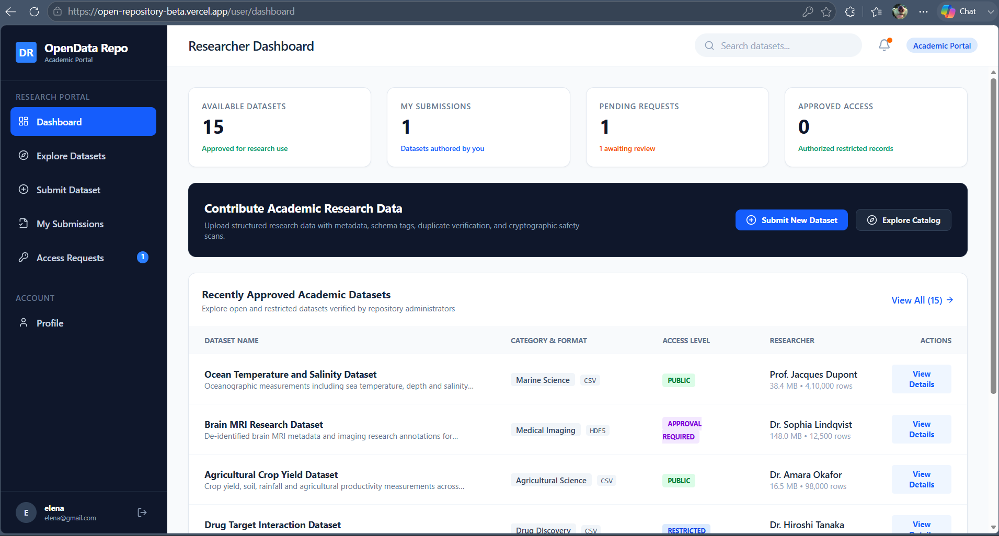 https://open-repository-beta.vercel.app/user/dashboard
Chat
DR
OpenData Repo
Academic Portal
RESEARCH PORTAL
Dashboard
Explore Datasets
Submit Dataset
My Submissions
Access Requests
1
ACCOUNT
Profile
E
elena
elena@gmail.com
Researcher Dashboard
Search datasets...
Academic Portal
AVAILABLE DATASETS
15
Approved for research use
MY SUBMISSIONS
1
Datasets authored by you
PENDING REQUESTS
1
1 awaiting review
APPROVED ACCESS
0
Authorized restricted records
Contribute Academic Research Data
Upload structured research data with metadata, schema tags, duplicate verification, and cryptographic safety
scans.
Submit New Dataset
Explore Catalog
Recently Approved Academic Datasets
Explore open and restricted datasets verified by repository administrators
View All (15)
DATASET NAME CATEGORY & FORMAT ACCESS LEVEL RESEARCHER ACTIONS
Ocean Temperature and Salinity Dataset
Oceanographic measurements including sea temperature, depth and salinity...
Marine Science CSV
PUBLIC
Prof. Jacques Dupont
38.4 MB • 4,10,000 rows
View
Details
Brain MRI Research Dataset
De-identified brain MRI metadata and imaging research annotations for...
Medical Imaging HDF5
APPROVAL
REQUIRED
Dr. Sophia Lindqvist
148.0 MB • 12,500 rows
View
Details
Agricultural Crop Yield Dataset
Crop yield, soil, rainfall and agricultural productivity measurements across...
Agricultural Science CSV
PUBLIC
Dr. Amara Okafor
16.5 MB • 98,000 rows
View
Details
Drug Target Interaction Dataset
Drug Discovery CSV
RESTRICTED
Dr. Hiroshi Tanaka
View
Details